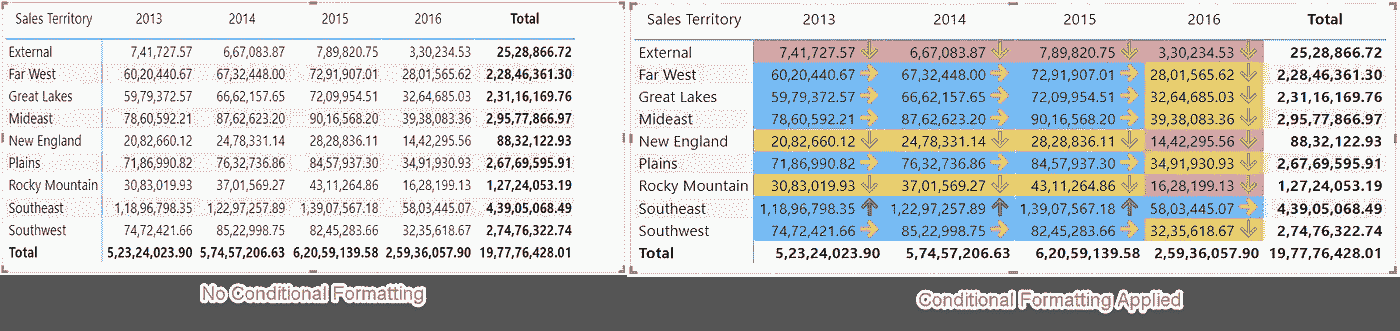 Sales Territory 2013 2014 2015 2016 Total
External 7,41,727.57 6,67,083.87 7,89,820.75 3,30,234.53 25,28,866.72
Far West 60,20,440.67 67,32,448.00 72,91,907.01 28,01,565.62 2,28,46,361.30
Great Lakes 59,79,372.57 66,62,157.65 72,09,954.51 32,64,685.03 2,31,16,169.76
Mideast 78,60,592.21 87,62,623.20 90,16,568.20 39,38,083.36 2,95,77,866.97
New England 20,82,660.12 24,78,331.14 28,28,836.11 14,42,295.56 88,32,122.93
Plains 71,86,990.82 76,32,736.86 84,57,937.30 34,91,930.93 2,67,69,595.91
Rocky Mountain 30,83,019.93 37,01,569.27 43,11,264.86 16,28,199.13 1,27,24,053.19
Southeast 1,18,96,798.35 1,22,97,257.89 1,39,07,567.18 58,03,445.07 4,39,05,068.49
Southwest 74,72,421.66 85,22,998.75 82,45,283.66 32,35,618.67 2,74,76,322.74
Total 5,23,24,023.90 5,74,57,206.63 6,20,59,139.58 2,59,36,057.90 19,77,76,428.01
No Conditional Formatting
Sales Territory 2013 2014 2015 2016 Total
External 7,41,727.57 6,67,083.87 7,89,820.75 3,30,234.53 25,28,866.72
Far West 60,20,440.67 67,32,448.00 72,91,907.01 28,01,565.62 2,28,46,361.30
Great Lakes 59,79,372.57 66,62,157.65 72,09,954.51 32,64,685.03 2,31,16,169.76
Mideast 78,60,592.21 87,62,623.20 90,16,568.20 39,38,083.36 2,95,77,866.97
New England 20,82,660.12 24,78,331.14 28,28,836.11 14,42,295.56 88,32,122.93
Plains 71,86,990.82 76,32,736.86 84,57,937.30 34,91,930.93 2,67,69,595.91
Rocky Mountain 30,83,019.93 37,01,569.27 43,11,264.86 16,28,199.13 1,27,24,053.19
Southeast 1,18,96,798.35 1,22,97,257.89 1,39,07,567.18 58,03,445.07 4,39,05,068.49
Southwest 74,72,421.66 85,22,998.75 82,45,283.66 32,35,618.67 2,74,76,322.74
Total 5,23,24,023.90 5,74,57,206.63 6,20,59,139.58 2,59,36,057.90 19,77,76,428.01
Conditional Formatting Applied